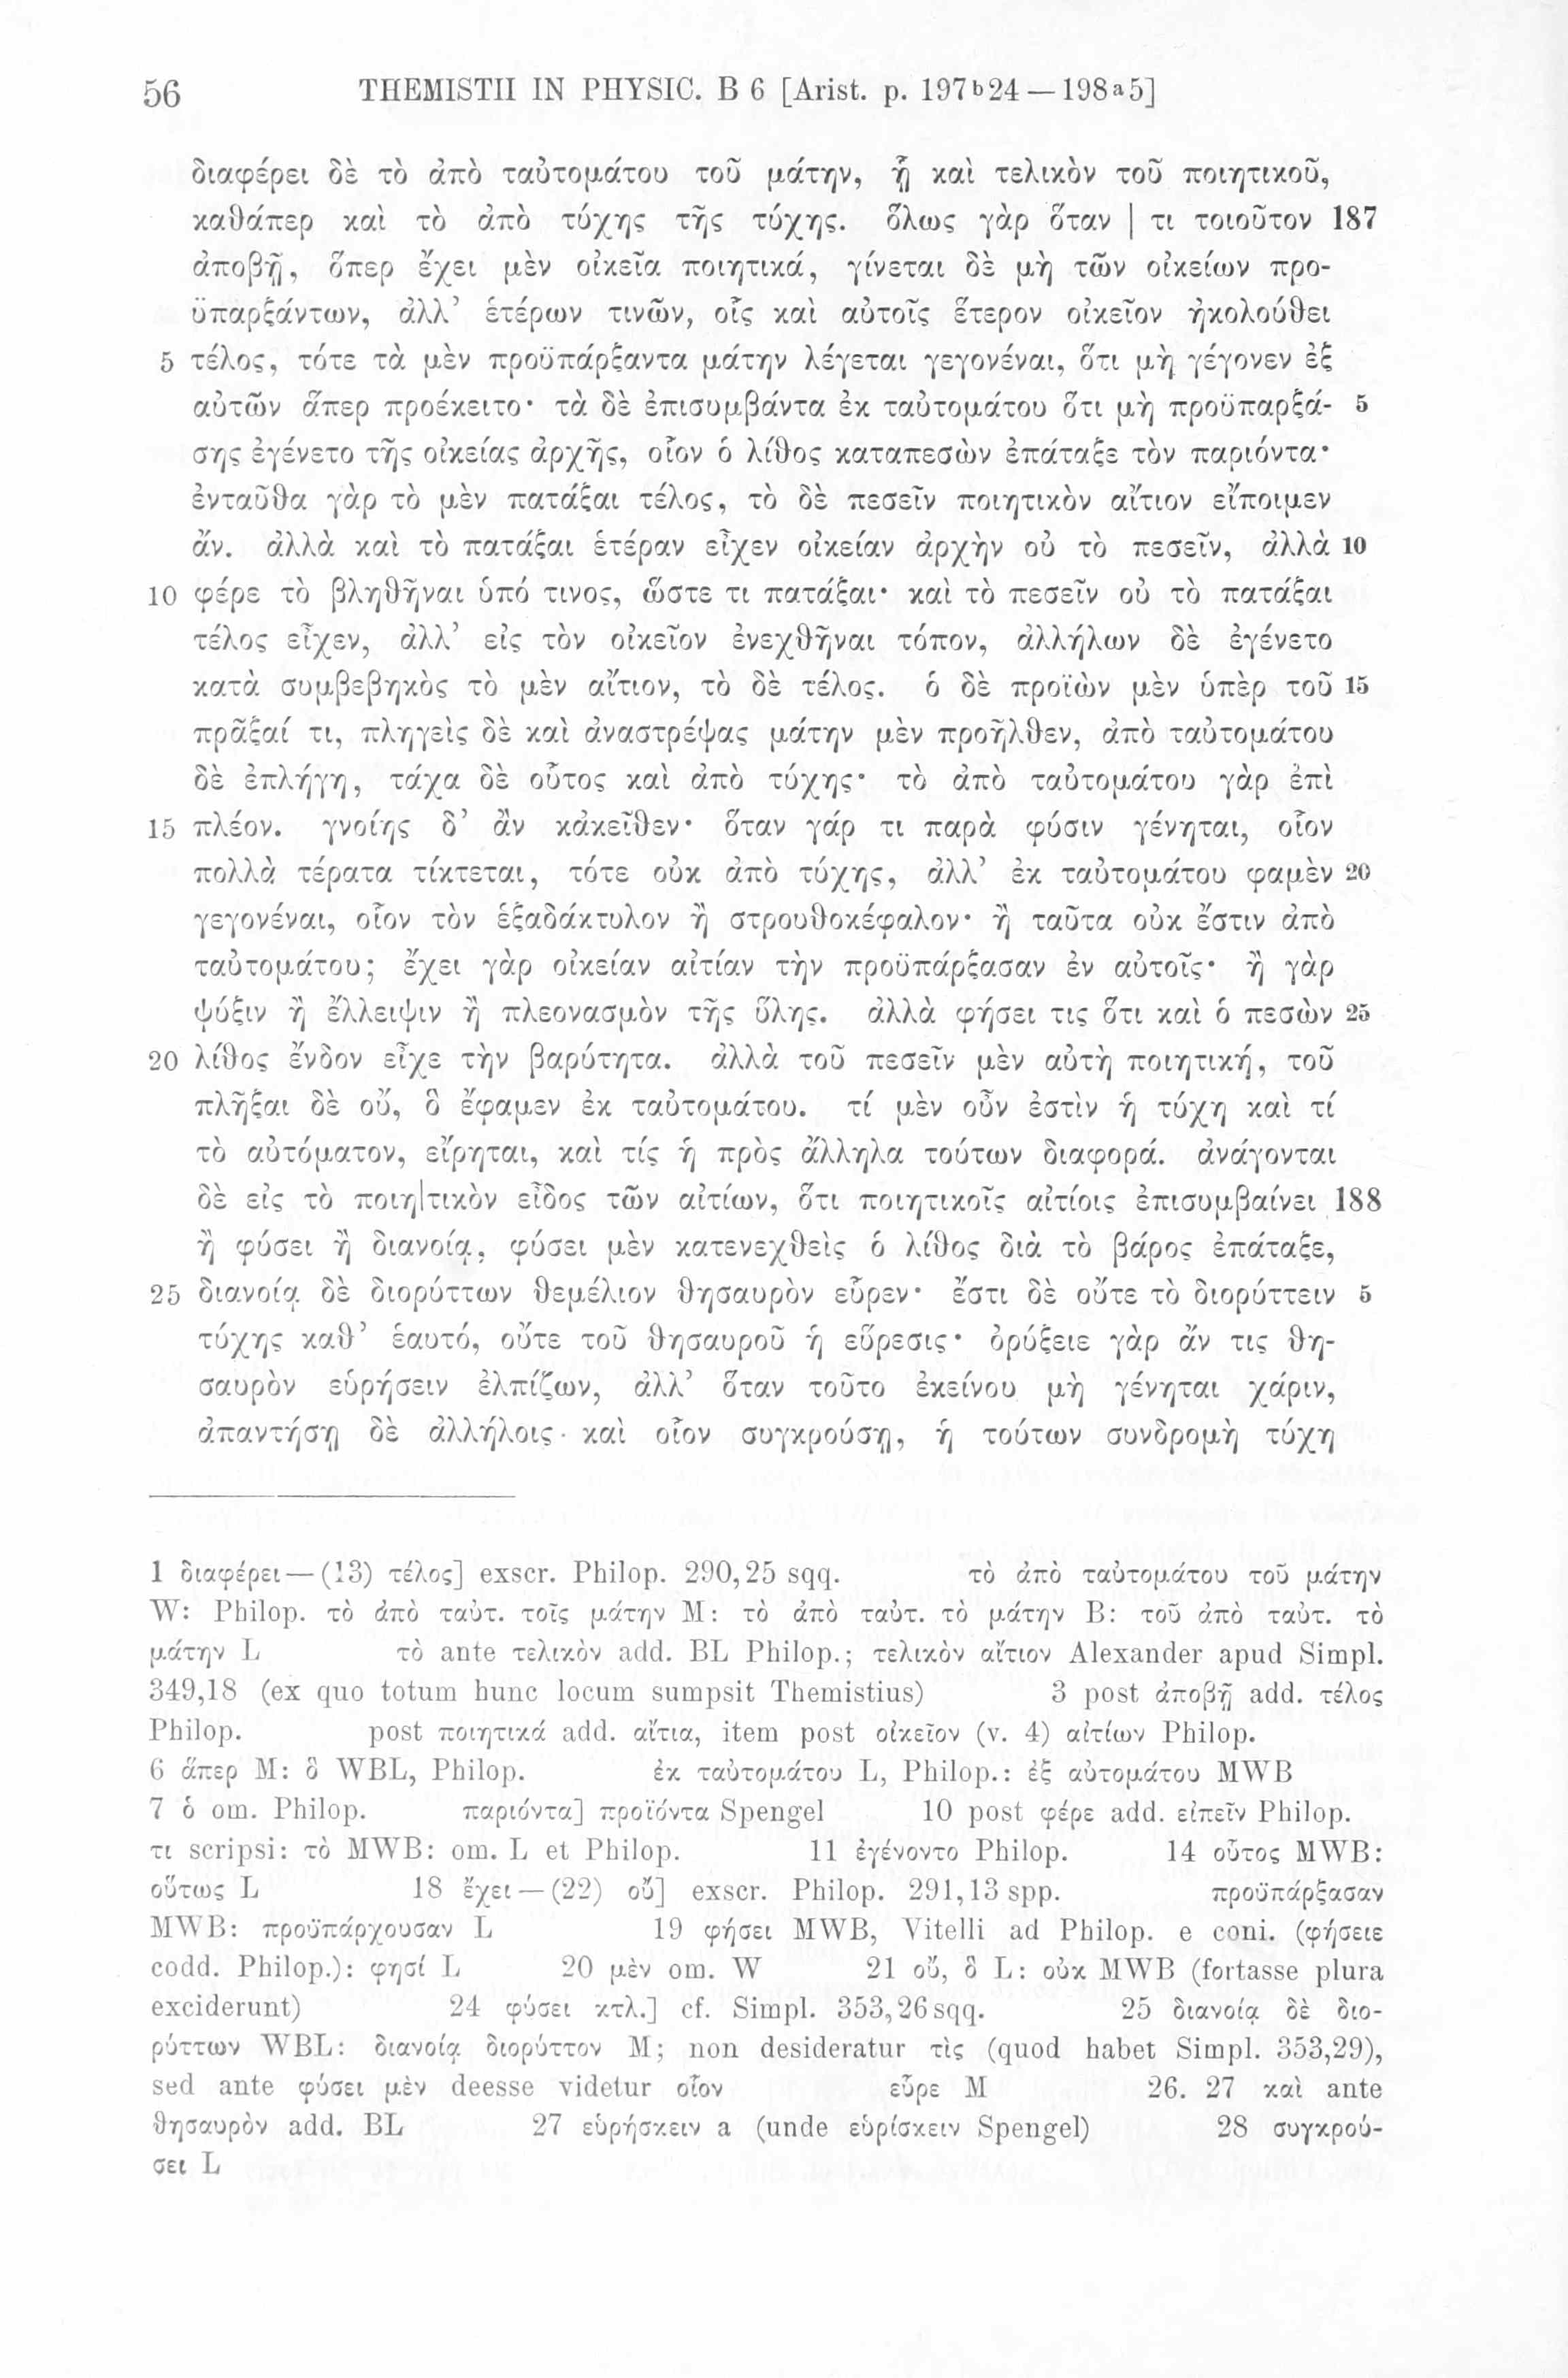 56 THEMISTII IN PHYSIC. B 6 [Arist. p. 197ᵇ24 — 198ᵃ5]
διαφέρει δὲ τὸ ἀπὸ ταὐτομάτου τοῦ μάτην, ᾗ καὶ τελικὸν τοῦ ποιητικοῦ,
καθάπερ καὶ τὸ ἀπὸ τύχης τῆς τύχης. ὅλως γὰρ ὅταν | τι τοιοῦτον 187
ἀποβῇ, ὅπερ ἔχει μὲν οἰκεῖα ποιητικά, γίνεται δὲ μὴ τῶν οἰκείων προ-
ϋπαρξάντων, ἀλλ’ ἑτέρων τινῶν, οἷς καὶ αὐτοῖς ἕτερον οἰκεῖον ἠκολούθει
5 τέλος, τότε τὰ μὲν προϋπάρξαντα μάτην λέγεται γεγονέναι, ὅτι μὴ γέγονεν ἐξ
αὐτῶν ἅπερ προέκειτο· τὰ δὲ ἐπισυμβάντα ἐκ ταὐτομάτου ὅτι μὴ προϋπαρξά- 5
σης ἐγένετο τῆς οἰκείας ἀρχῆς, οἷον ὁ λίθος καταπεσὼν ἐπάταξε τὸν παριόντα·
ἐνταῦθα γὰρ τὸ μὲν πατάξαι τέλος, τὸ δὲ πεσεῖν ποιητικὸν αἴτιον εἴποιμεν
ἄν. ἀλλὰ καὶ τὸ πατάξαι ἑτέραν εἶχεν οἰκείαν ἀρχὴν οὐ τὸ πεσεῖν, ἀλλὰ 10
10 φέρε τὸ βληθῆναι ὑπό τινος, ὥστε τι πατάξαι· καὶ τὸ πεσεῖν οὐ τὸ πατάξαι
τέλος εἶχεν, ἀλλ’ εἰς τὸν οἰκεῖον ἐνεχθῆναι τόπον, ἀλλήλων δὲ ἐγένετο
κατὰ συμβεβηκὸς τὸ μὲν αἴτιον, τὸ δὲ τέλος. ὁ δὲ προϊὼν μὲν ὑπὲρ τοῦ 15
πρᾶξαί τι, πληγεὶς δὲ καὶ ἀναστρέψας μάτην μὲν προῆλθεν, ἀπὸ ταὐτομάτου
δὲ ἐπλήγη, τάχα δὲ οὗτος καὶ ἀπὸ τύχης· τὸ ἀπὸ ταὐτομάτου γὰρ ἐπὶ
15 πλέον. γνοίης δ’ ἂν κἀκεῖθεν· ὅταν γάρ τι παρὰ φύσιν γένηται, οἷον
πολλὰ τέρατα τίκτεται, τότε οὐκ ἀπὸ τύχης, ἀλλ’ ἐκ ταὐτομάτου φαμὲν 20
γεγονέναι, οἷον τὸν ἑξαδάκτυλον ἢ στρουθοκέφαλον· ἢ ταῦτα οὐκ ἔστιν ἀπὸ
ταὐτομάτου; ἔχει γὰρ οἰκείαν αἰτίαν τὴν προϋπάρξασαν ἐν αὐτοῖς· ἢ γὰρ
ψύξιν ἢ ἔλλειψιν ἢ πλεονασμὸν τῆς ὕλης. ἀλλὰ φήσει τις ὅτι καὶ ὁ πεσὼν 25
20 λίθος ἔνδον εἶχε τὴν βαρύτητα. ἀλλὰ τοῦ πεσεῖν μὲν αὐτὴ ποιητική, τοῦ
πλῆξαι δὲ οὔ, ὃ ἔφαμεν ἐκ ταὐτομάτου. τί μὲν οὖν ἐστὶν ἡ τύχη καὶ τί
τὸ αὐτόματον, εἴρηται, καὶ τίς ἡ πρὸς ἄλληλα τούτων διαφορά. ἀνάγονται
δὲ εἰς τὸ ποιη|τικὸν εἶδος τῶν αἰτίων, ὅτι ποιητικοῖς αἰτίοις ἐπισυμβαίνει 188
ἢ φύσει ἢ διανοίᾳ, φύσει μὲν κατενεχθεὶς ὁ λίθος διὰ τὸ βάρος ἐπάταξε,
25 διανοίᾳ δὲ διορύττων θεμέλιον θησαυρὸν εὗρεν· ἔστι δὲ οὔτε τὸ διορύττειν 5
τύχης καθ’ ἑαυτό, οὔτε τοῦ θησαυροῦ ἡ εὕρεσις· ὀρύξειε γὰρ ἄν τις θη-
σαυρὸν εὑρήσειν ἐλπίζων, ἀλλ’ ὅταν τοῦτο ἐκείνου μὴ γένηται χάριν,
ἀπαντήσῃ δὲ ἀλλήλοις καὶ οἷον συγκρούσῃ, ἡ τούτων συνδρομὴ τύχη
1 διαφέρει — (13) τέλος] exscr. Philop. 290,25 sqq. τὸ ἀπὸ ταὐτομάτου τοῦ μάτην
W: Philop. τὸ ἀπὸ ταὐτ. τοῖς μάτην M: τὸ ἀπὸ ταὐτ. τὸ μάτην B: τοῦ ἀπὸ ταὐτ. τὸ
μάτην L τὸ ante τελικὸν add. BL Philop.; τελικὸν αἴτιον Alexander apud Simpl.
349,18 (ex quo totum hunc locum sumpsit Themistius) 3 post ἀποβῇ add. τέλος
Philop. post ποιητικά add. αἴτια, item post οἰκεῖον (v. 4) αἰτίων Philop.
6 ἅπερ M: ὃ WBL, Philop. ἐκ ταὐτομάτου L, Philop.: ἐξ αὐτομάτου MWB
7 ὁ om. Philop. παριόντα] προϊόντα Spengel 10 post φέρε add. εἰπεῖν Philop.
τι scripsi: τὸ MWB: om. L et Philop. 11 ἐγένοντο Philop. 14 οὗτος MWB:
οὕτως L 18 ἔχει — (22) οὔ] exscr. Philop. 291,13 spp. προϋπάρξασαν
MWB: προϋπάρχουσαν L 19 φήσει MWB, Vitelli ad Philop. e coni. (φήσειε
codd. Philop.): φησί L 20 μὲν om. W 21 οὔ, ὃ L: οὐκ MWB (fortasse plura
exciderunt) 24 φύσει κτλ.] cf. Simpl. 353,26 sqq. 25 διανοίᾳ δὲ διο-
ρύττων WBL: διανοίᾳ διορύττον M; non desideratur τὶς (quod habet Simpl. 353,29),
sed ante φύσει μὲν deesse videtur οἷον εὗρε M 26. 27 καὶ ante
θησαυρὸν add. BL 27 εὑρήσκειν a (unde εὑρίσκειν Spengel) 28 συγκρού-
σει L